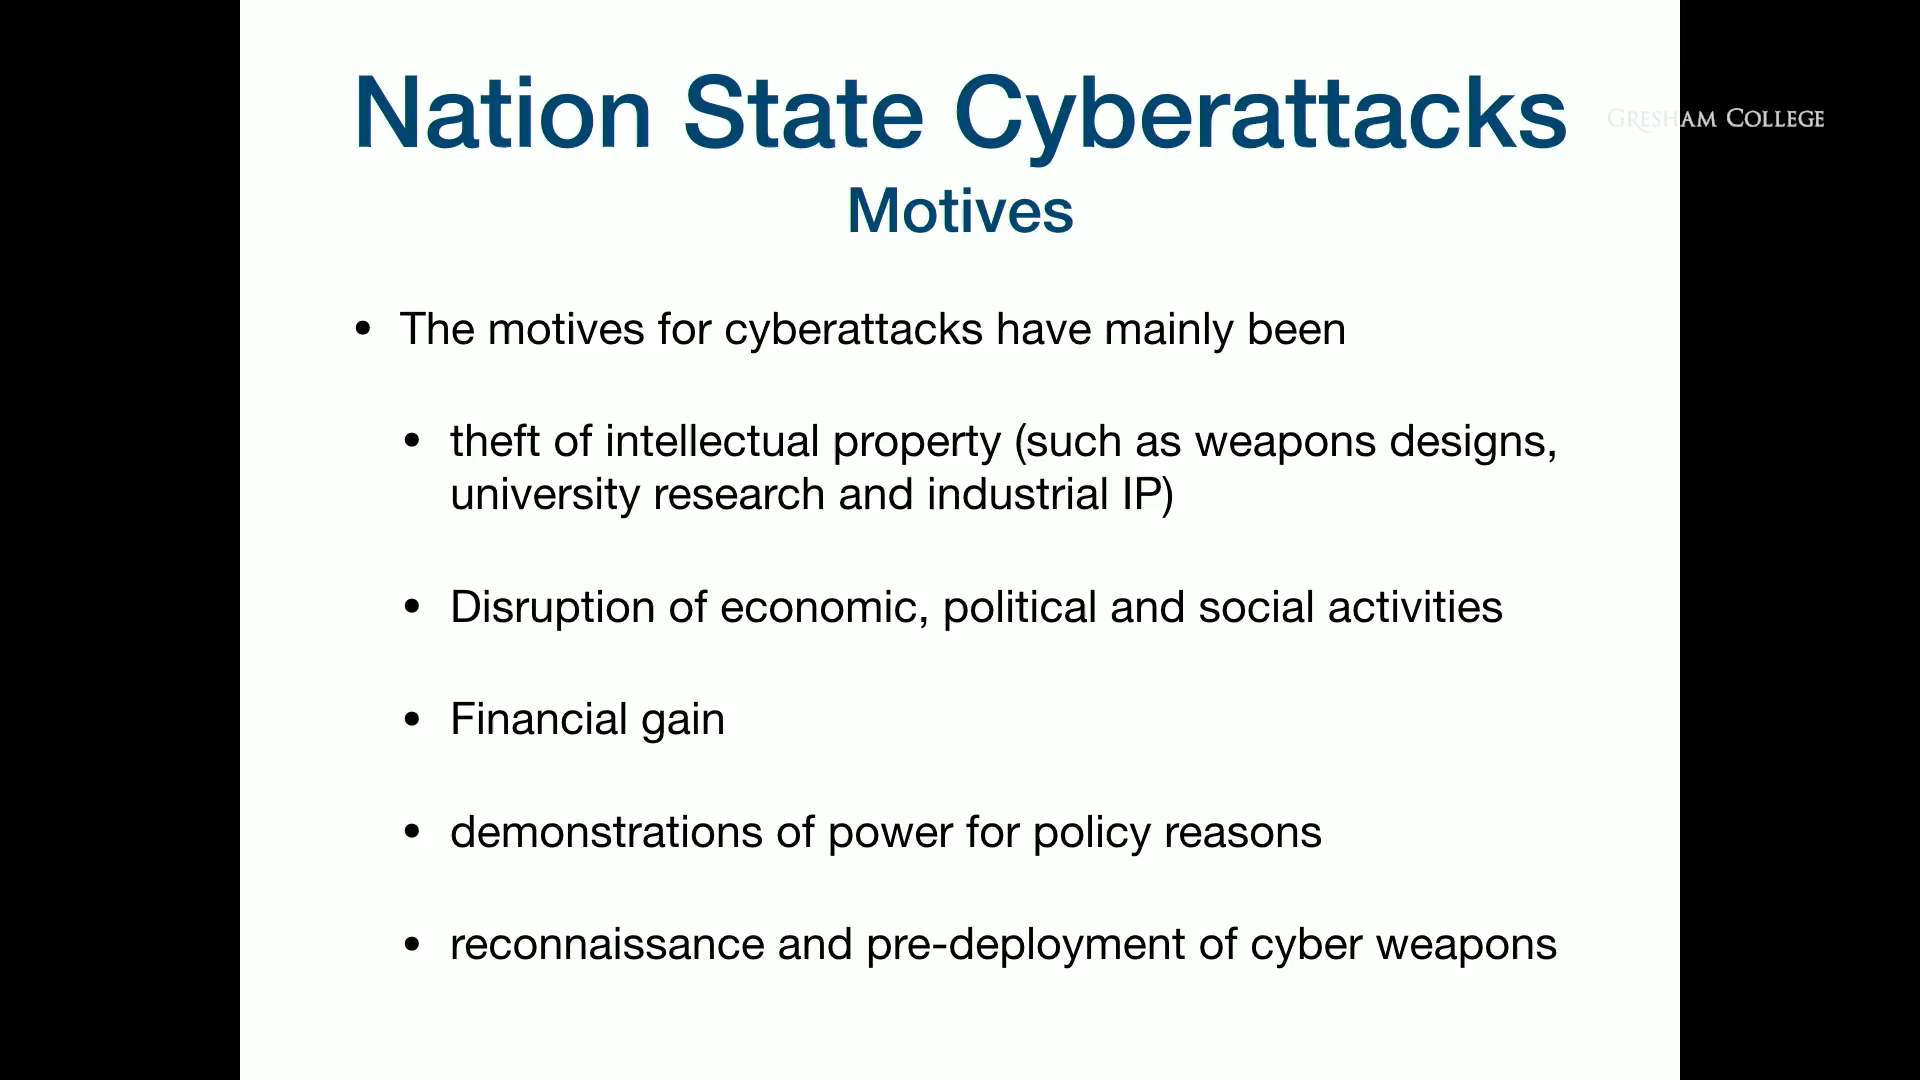 Nation State Cyberattacks
GRESHAM COLLEGE
Motives
• The motives for cyberattacks have mainly been
• theft of intellectual property (such as weapons designs,
university research and industrial IP)
• Disruption of economic, political and social activities
• Financial gain
• demonstrations of power for policy reasons
• reconnaissance and pre-deployment of cyber weapons